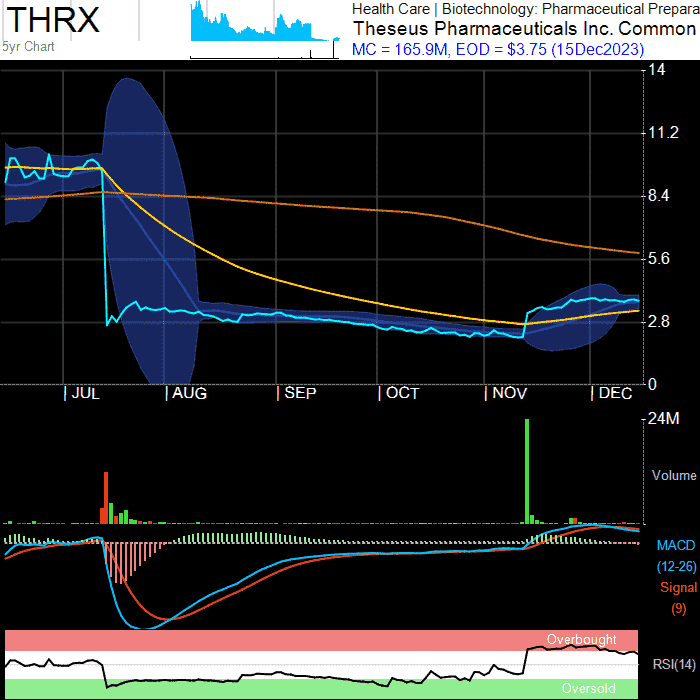 THRX
5yr Chart
Health Care | Biotechnology: Pharmaceutical Prepara
Theseus Pharmaceuticals Inc. Common
MC = 165.9M, EOD = $3.75 (15Dec2023)
14
11.2
8.4
5.6
2.8
0
JUL AUG SEP OCT NOV DEC
24M
Volume
MACD
(12-26)
Signal
(9)
Overbought
RSI(14)
Oversold